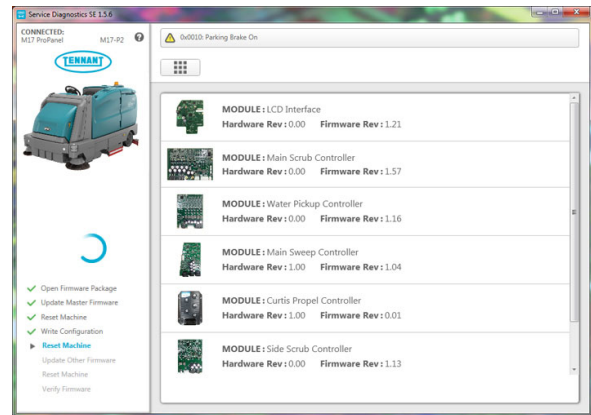 Service Diagnostics SE 1.5.6
CONNECTED:
M17 ProPanel M17-P2
TENNANT
0x0010: Parking Brake On
MODULE: LCD Interface
Hardware Rev: 0.00 Firmware Rev: 1.21
MODULE: Main Scrub Controller
Hardware Rev: 0.00 Firmware Rev: 1.57
MODULE: Water Pickup Controller
Hardware Rev: 0.00 Firmware Rev: 1.16
MODULE: Main Sweep Controller
Hardware Rev: 1.00 Firmware Rev: 1.04
MODULE: Curtis Propel Controller
Hardware Rev: 1.00 Firmware Rev: 0.01
MODULE: Side Scrub Controller
Hardware Rev: 0.00 Firmware Rev: 1.13
Open Firmware Package
Update Master Firmware
Reset Machine
Write Configuration
Reset Machine
Update Other Firmware
Reset Machine
Verify Firmware